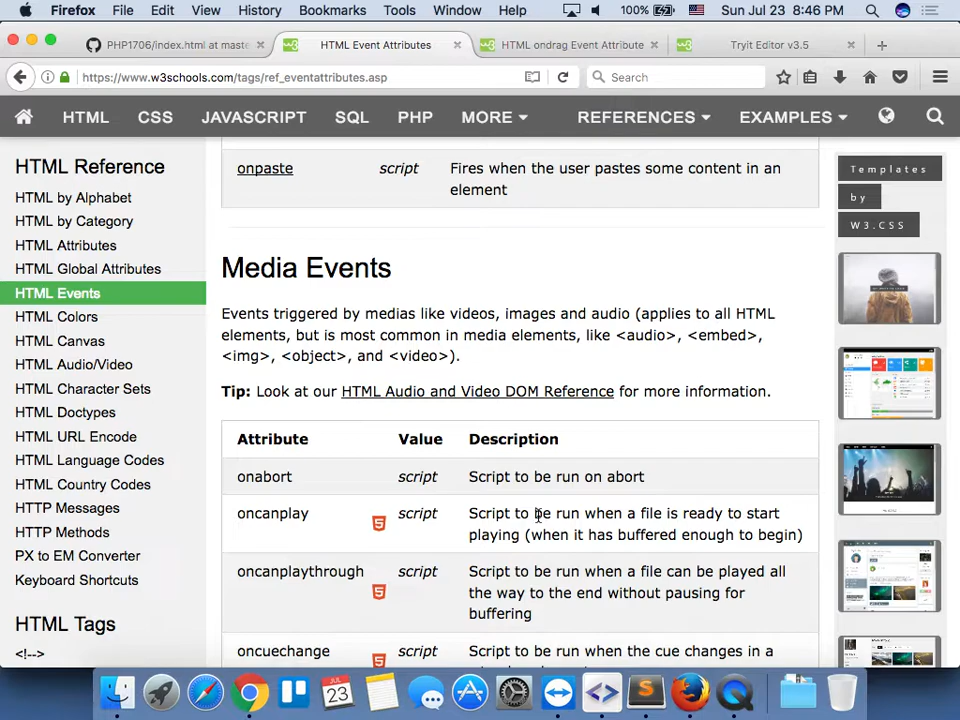 Firefox File Edit View History Bookmarks Tools Window Help 100% Sun Jul 23 8:46 PM
PHP1706/index.html at maste
HTML Event Attributes
HTML ondrag Event Attribute
Tryit Editor v3.5
https://www.w3schools.com/tags/ref_eventattributes.asp
Search
HTML CSS JAVASCRIPT SQL PHP MORE REFERENCES EXAMPLES
HTML Reference
HTML by Alphabet
HTML by Category
HTML Attributes
HTML Global Attributes
HTML Events
HTML Colors
HTML Canvas
HTML Audio/Video
HTML Character Sets
HTML Doctypes
HTML URL Encode
HTML Language Codes
HTML Country Codes
HTTP Messages
HTTP Methods
PX to EM Converter
Keyboard Shortcuts
HTML Tags
<!-->
onpaste script Fires when the user pastes some content in an
element
Media Events
Events triggered by medias like videos, images and audio (applies to all HTML
elements, but is most common in media elements, like <audio>, <embed>,
<img>, <object>, and <video>).
Tip: Look at our HTML Audio and Video DOM Reference for more information.
Attribute Value Description
onabort script Script to be run on abort
oncanplay script Script to be run when a file is ready to start
playing (when it has buffered enough to begin)
oncanplaythrough script Script to be run when a file can be played all
the way to the end without pausing for
buffering
oncuechange script Script to be run when the cue changes in a
Templates
by
W3.CSS
JUL
23